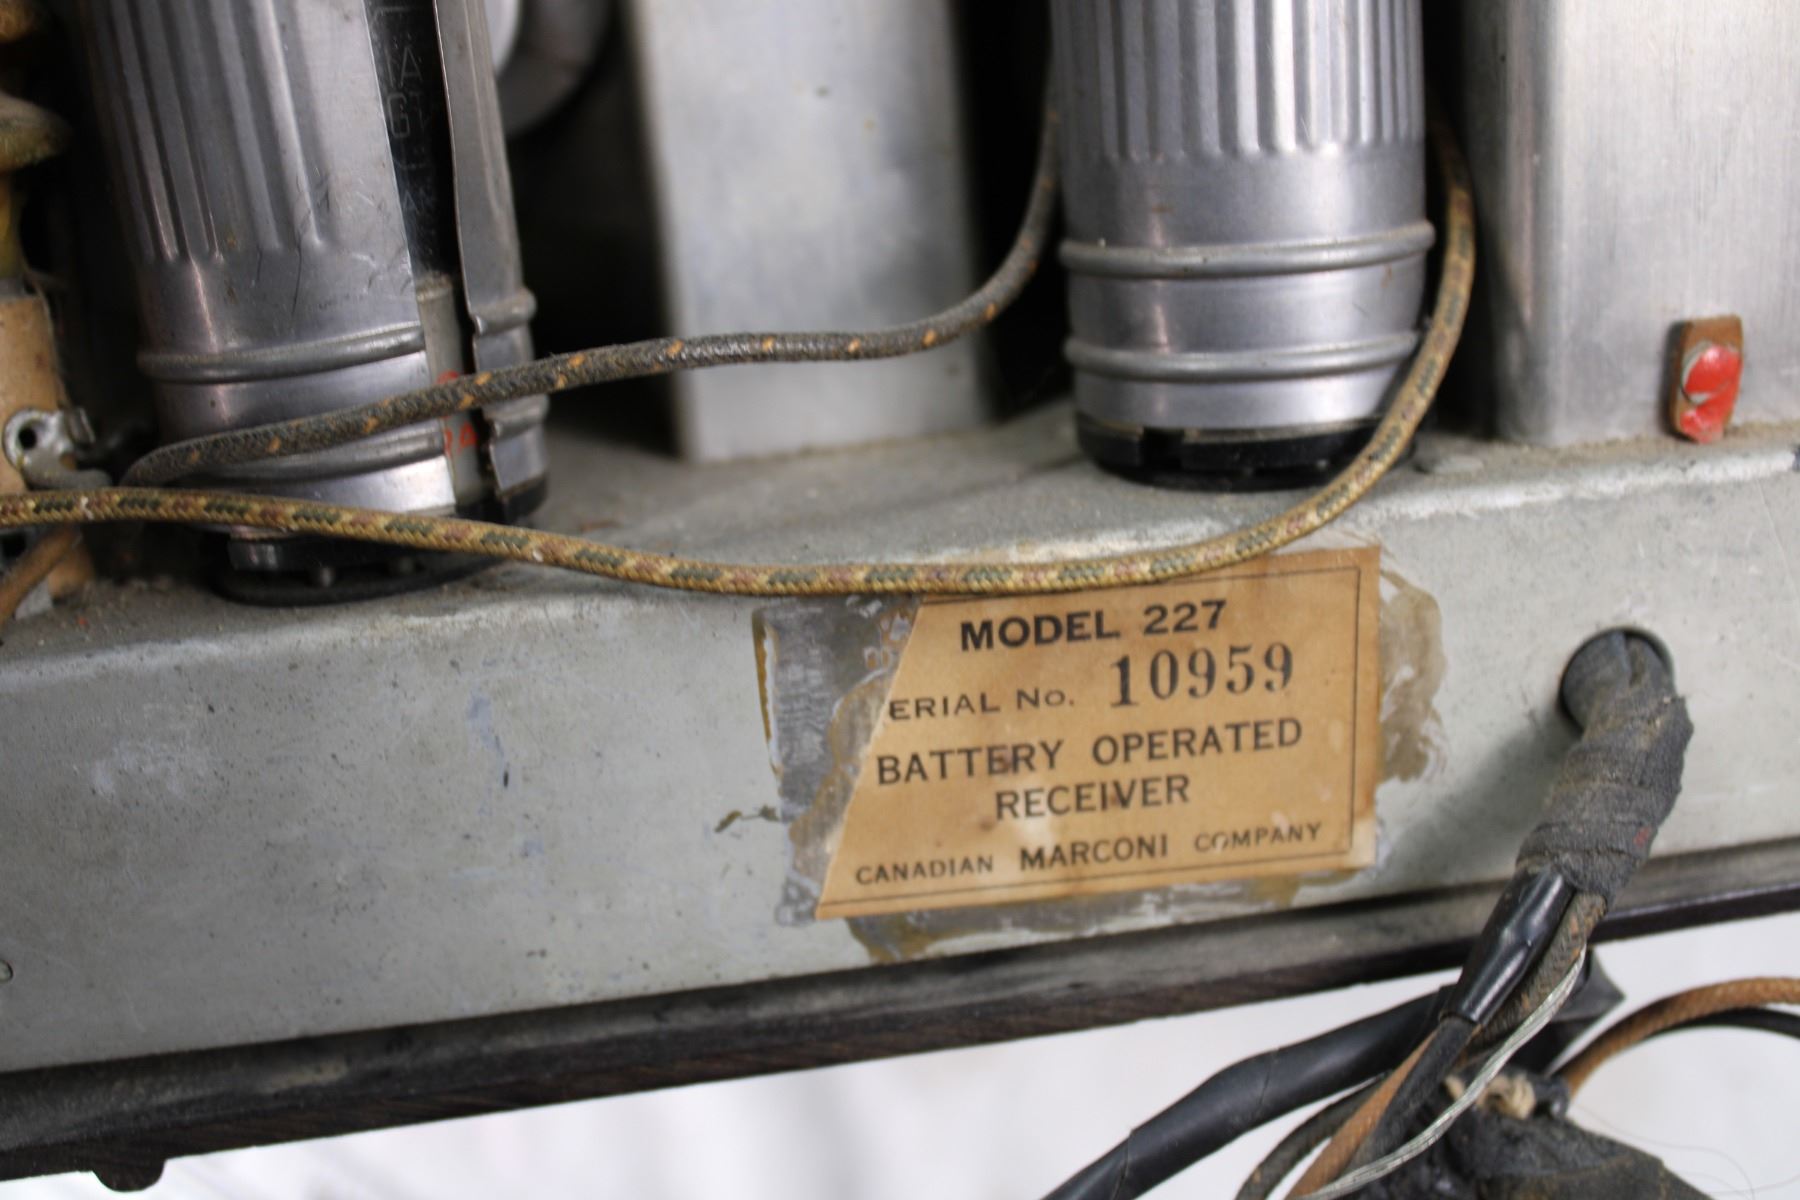 MODEL 227
ERIAL No. 10959
BATTERY OPERATED
RECEIVER
CANADIAN MARCONI COMPANY